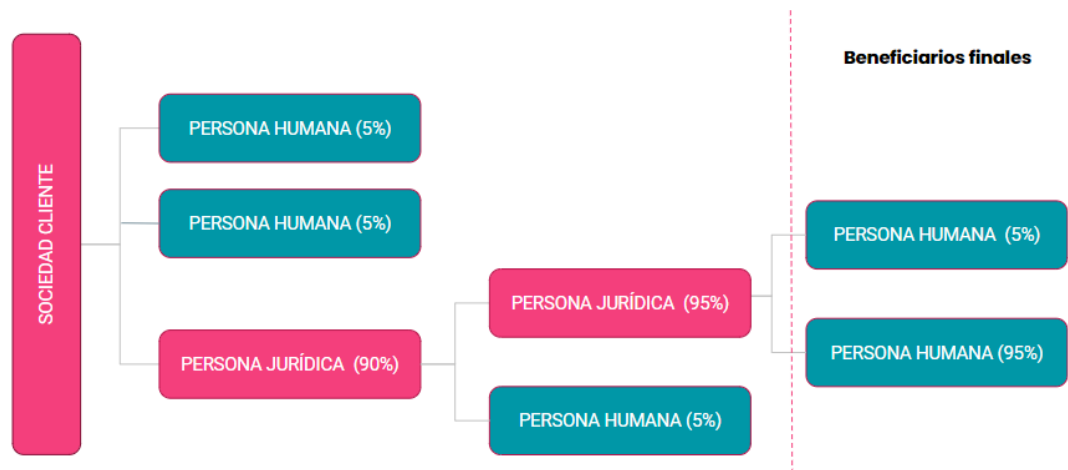 Beneficiarios finales
SOCIEDAD CLIENTE
PERSONA HUMANA (5%)
PERSONA HUMANA (5%)
PERSONA JURÍDICA (90%)
PERSONA JURÍDICA (95%)
PERSONA HUMANA (5%)
PERSONA HUMANA (5%)
PERSONA HUMANA (95%)